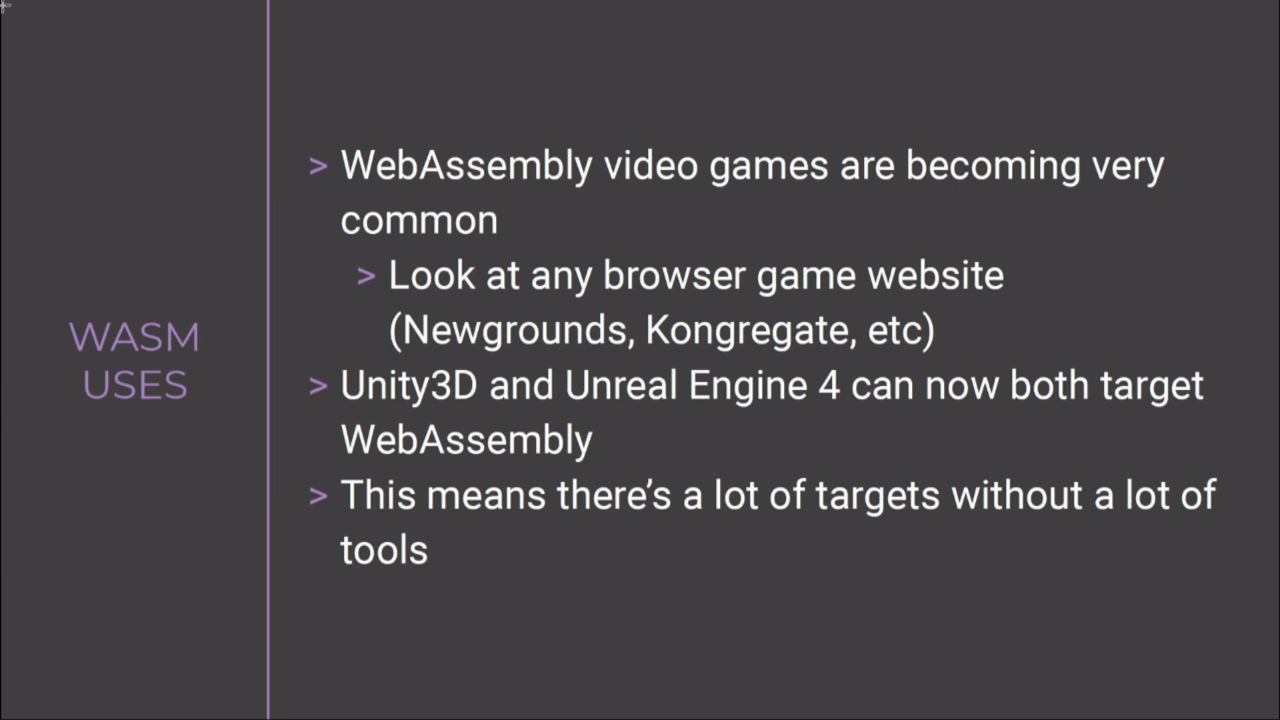 WASM
USES
> WebAssembly video games are becoming very
common
> Look at any browser game website
(Newgrounds, Kongregate, etc)
> Unity3D and Unreal Engine 4 can now both target
WebAssembly
> This means there’s a lot of targets without a lot of
tools